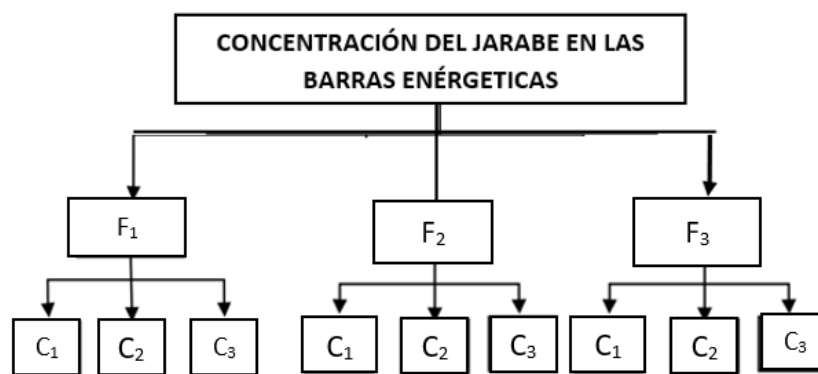 CONCENTRACIÓN DEL JARABE EN LAS
BARRAS ENÉRGETICAS
F₁ F₂ F₃
C₁ C₂ C₃ C₁ C₂ C₃ C₁ C₂ C₃